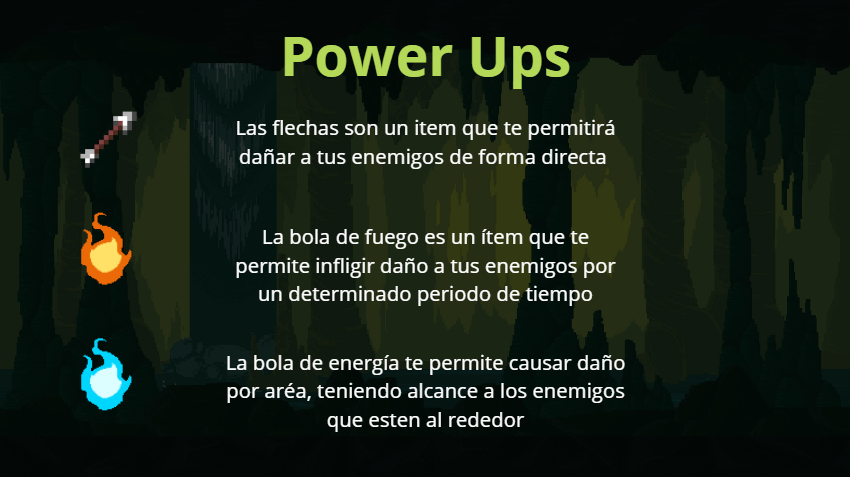 Power Ups
Las flechas son un item que te permitirá
dañar a tus enemigos de forma directa
La bola de fuego es un ítem que te
permite infligir daño a tus enemigos por
un determinado periodo de tiempo
La bola de energía te permite causar daño
por aréa, teniendo alcance a los enemigos
que esten al rededor